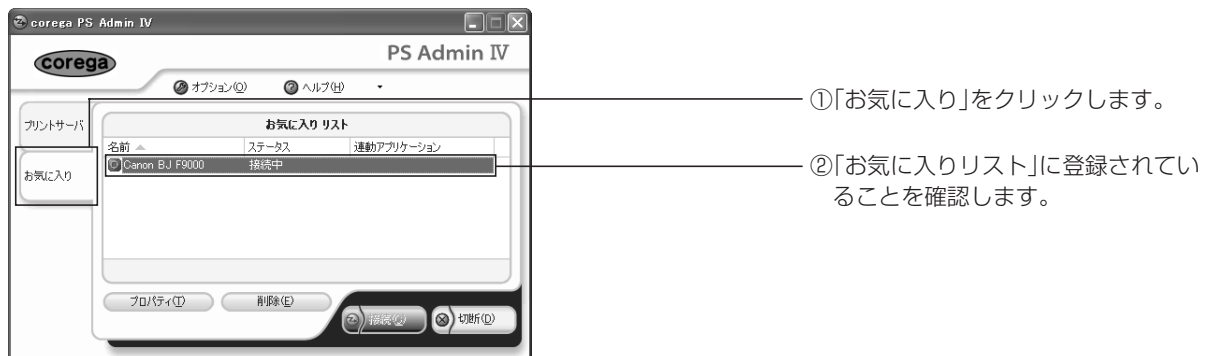 corega PS Admin IV
corega
PS Admin IV
オプション(O) ヘルプ(H)
プリントサーバ
お気に入り
お気に入り リスト
名前 ステータス 連動アプリケーション
Canon BJ F9000 接続中
プロパティ(T) 削除(E)
接続(C) 切断(D)
①「お気に入り」をクリックします。
②「お気に入りリスト」に登録されてい
ることを確認します。